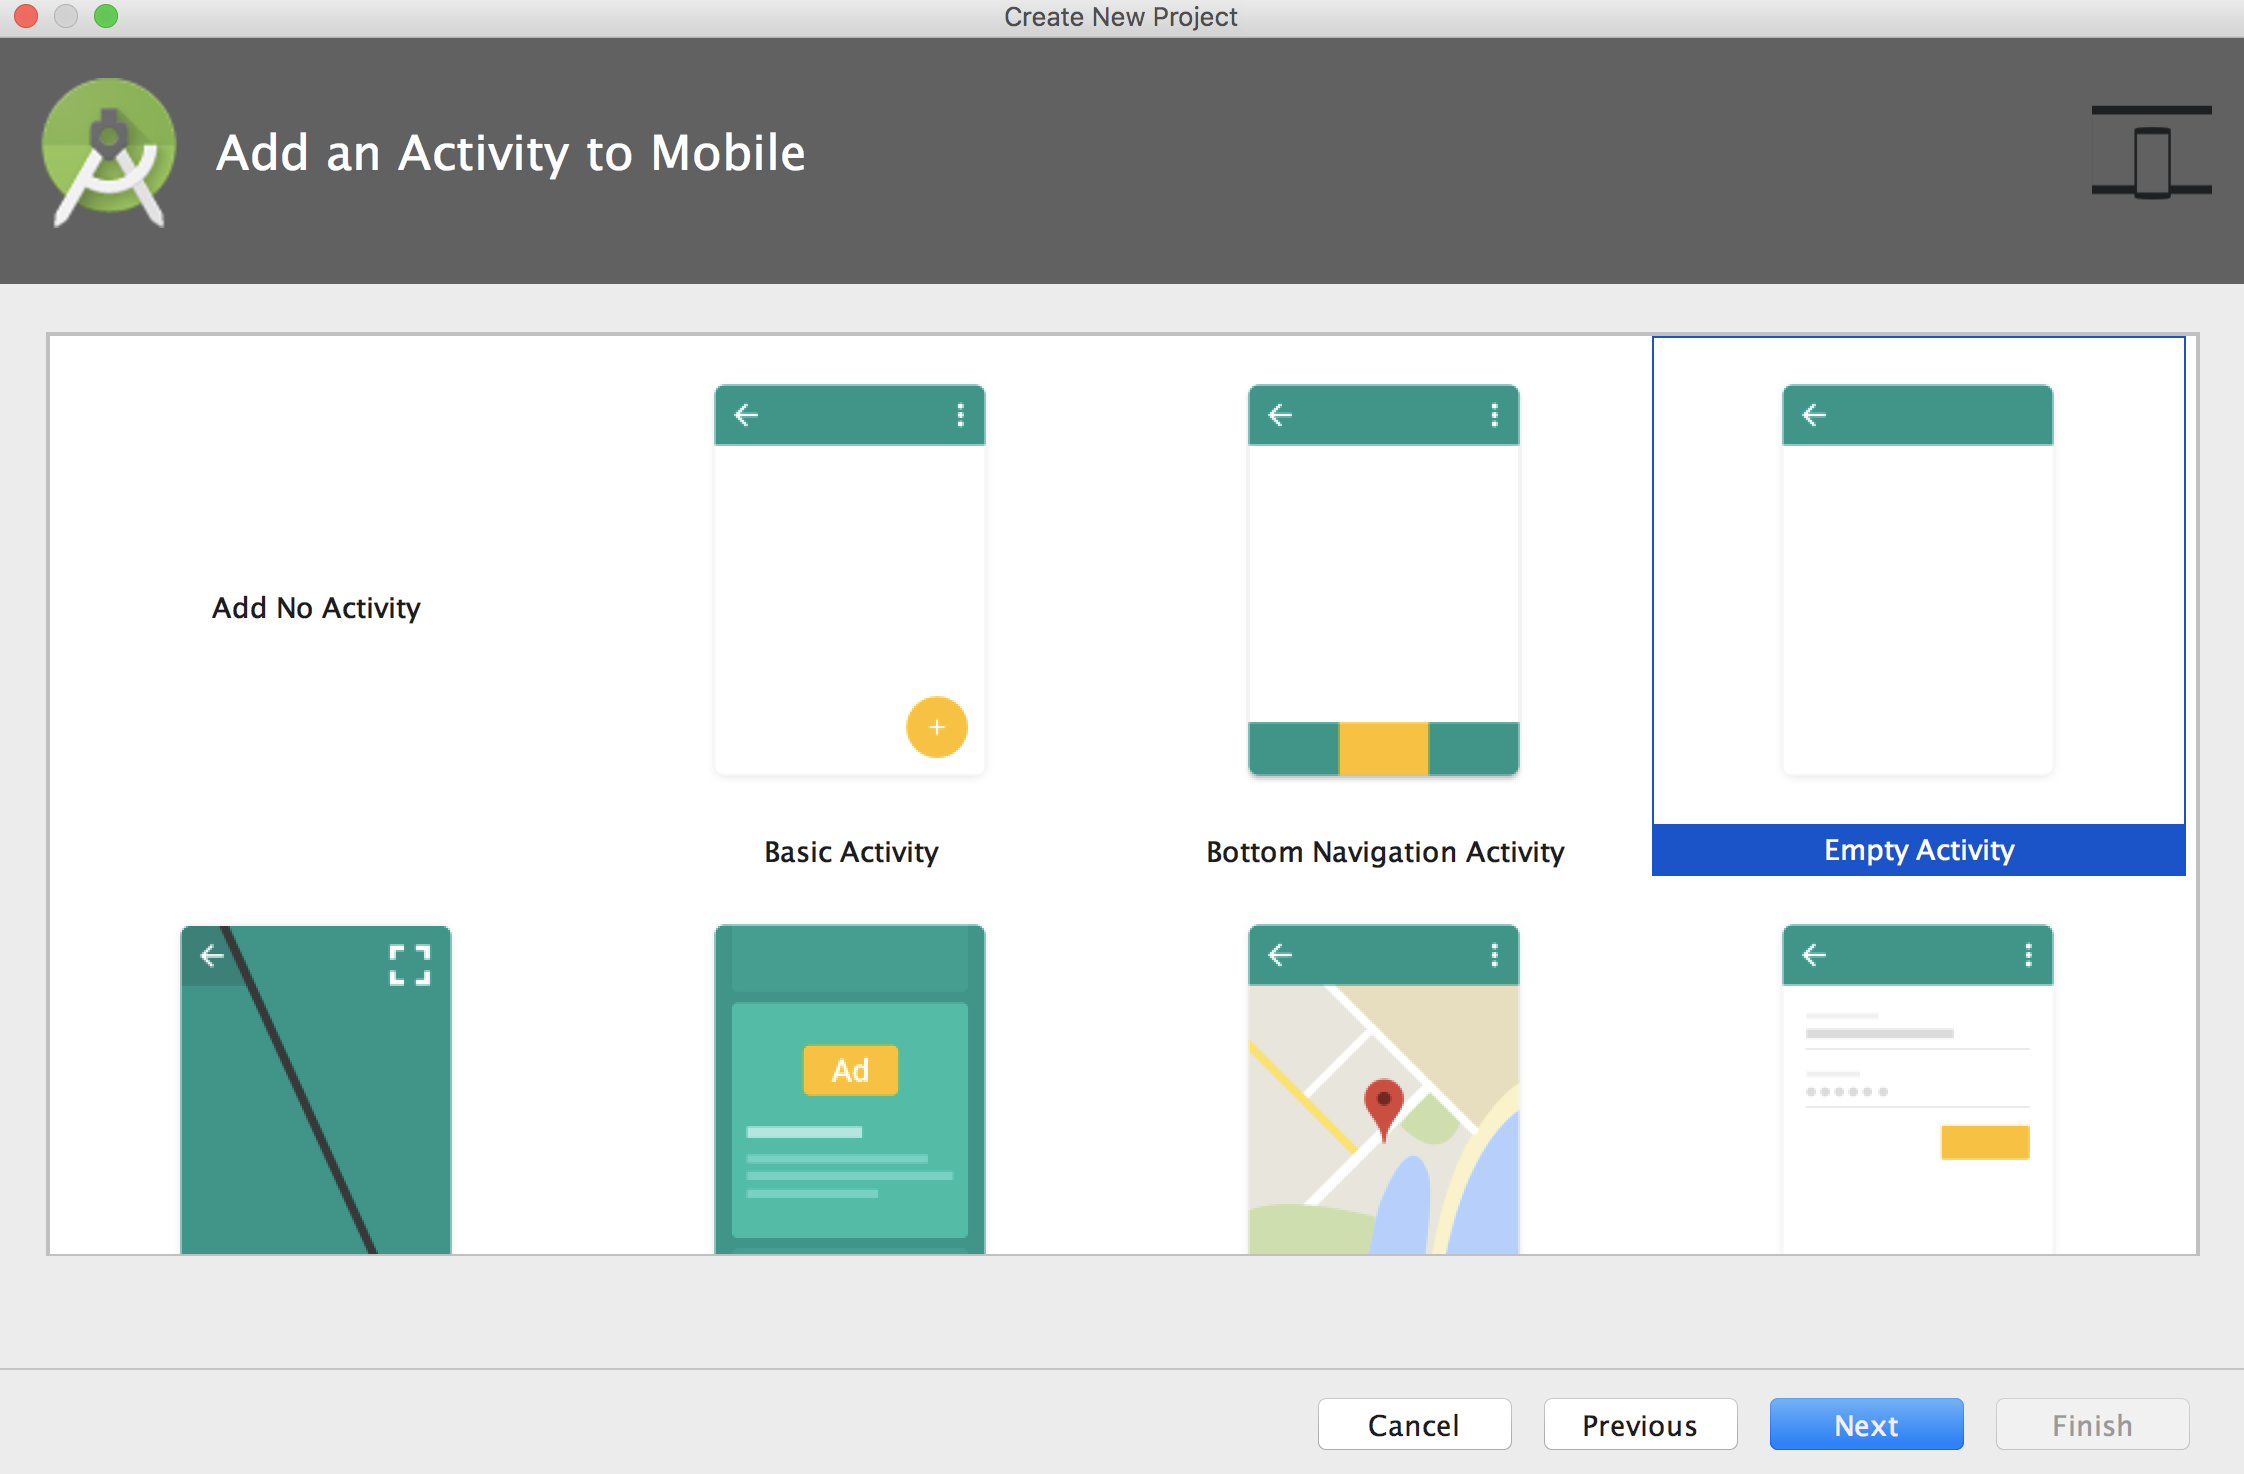 Create New Project
Add an Activity to Mobile
Add No Activity
Basic Activity
Bottom Navigation Activity
Empty Activity
Ad
Cancel
Previous
Next
Finish